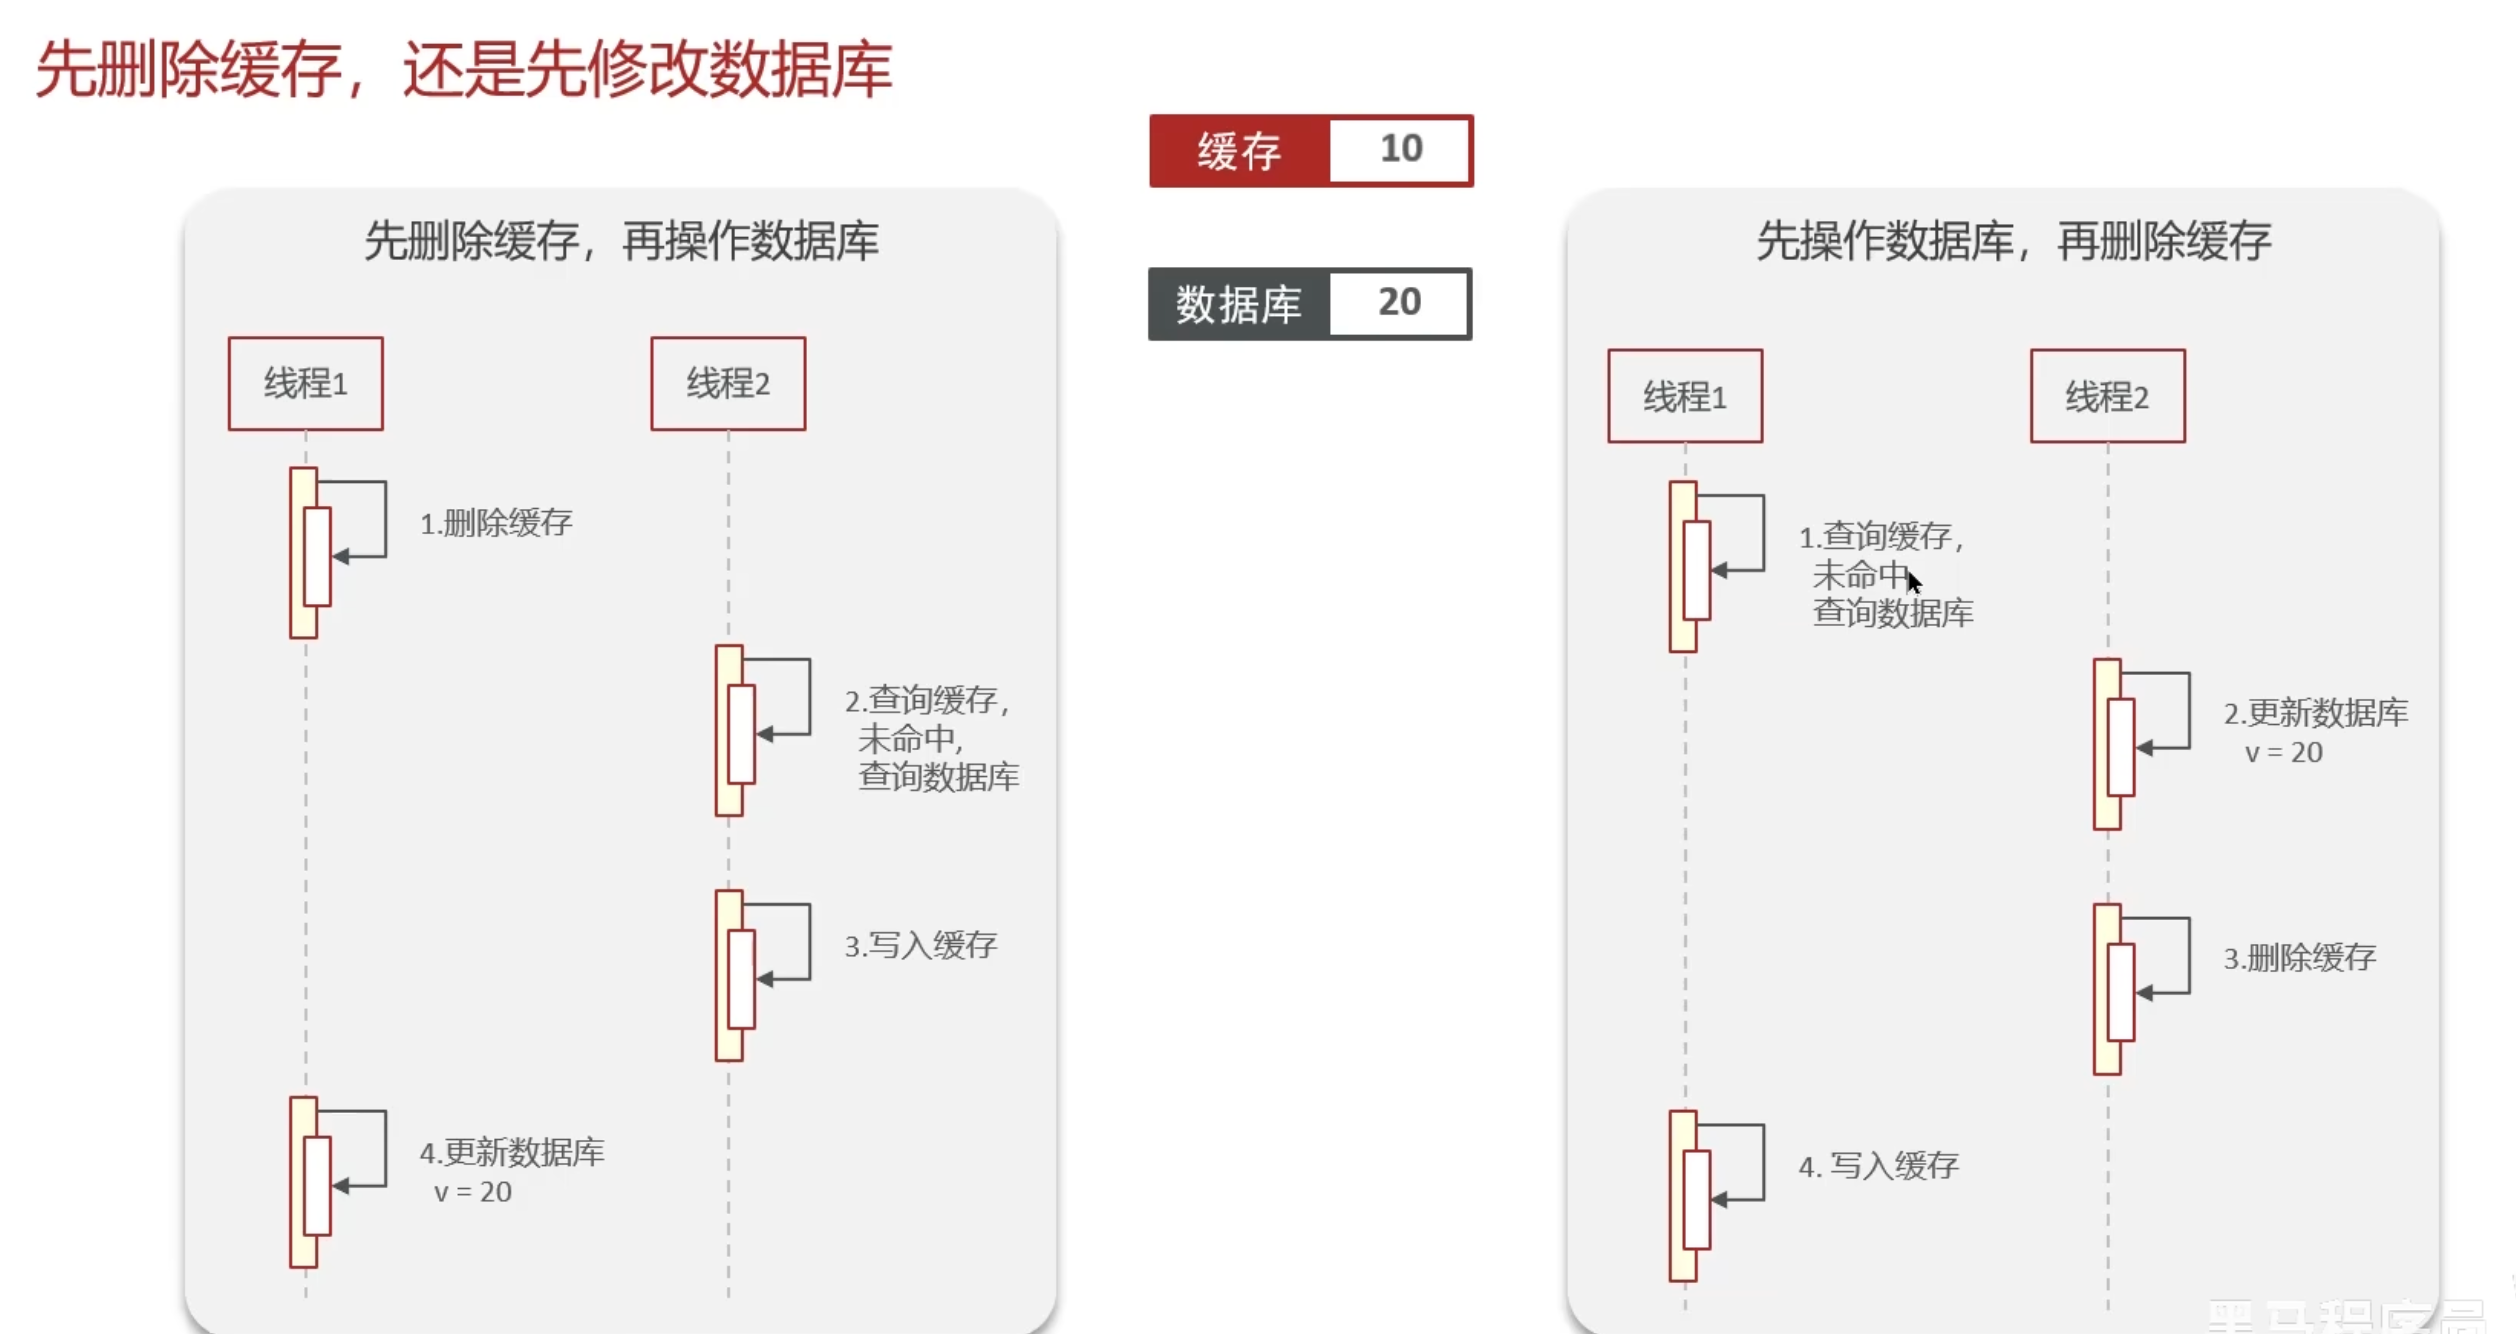 先删除缓存，还是先修改数据库
缓存 10
数据库 20
先删除缓存，再操作数据库
线程1 线程2
1.删除缓存
2.查询缓存，
未命中,
查询数据库
3.写入缓存
4.更新数据库
v = 20
先操作数据库，再删除缓存
线程1 线程2
1.查询缓存，
未命中
查询数据库
2.更新数据库
v = 20
3.删除缓存
4. 写入缓存
黑马程序员